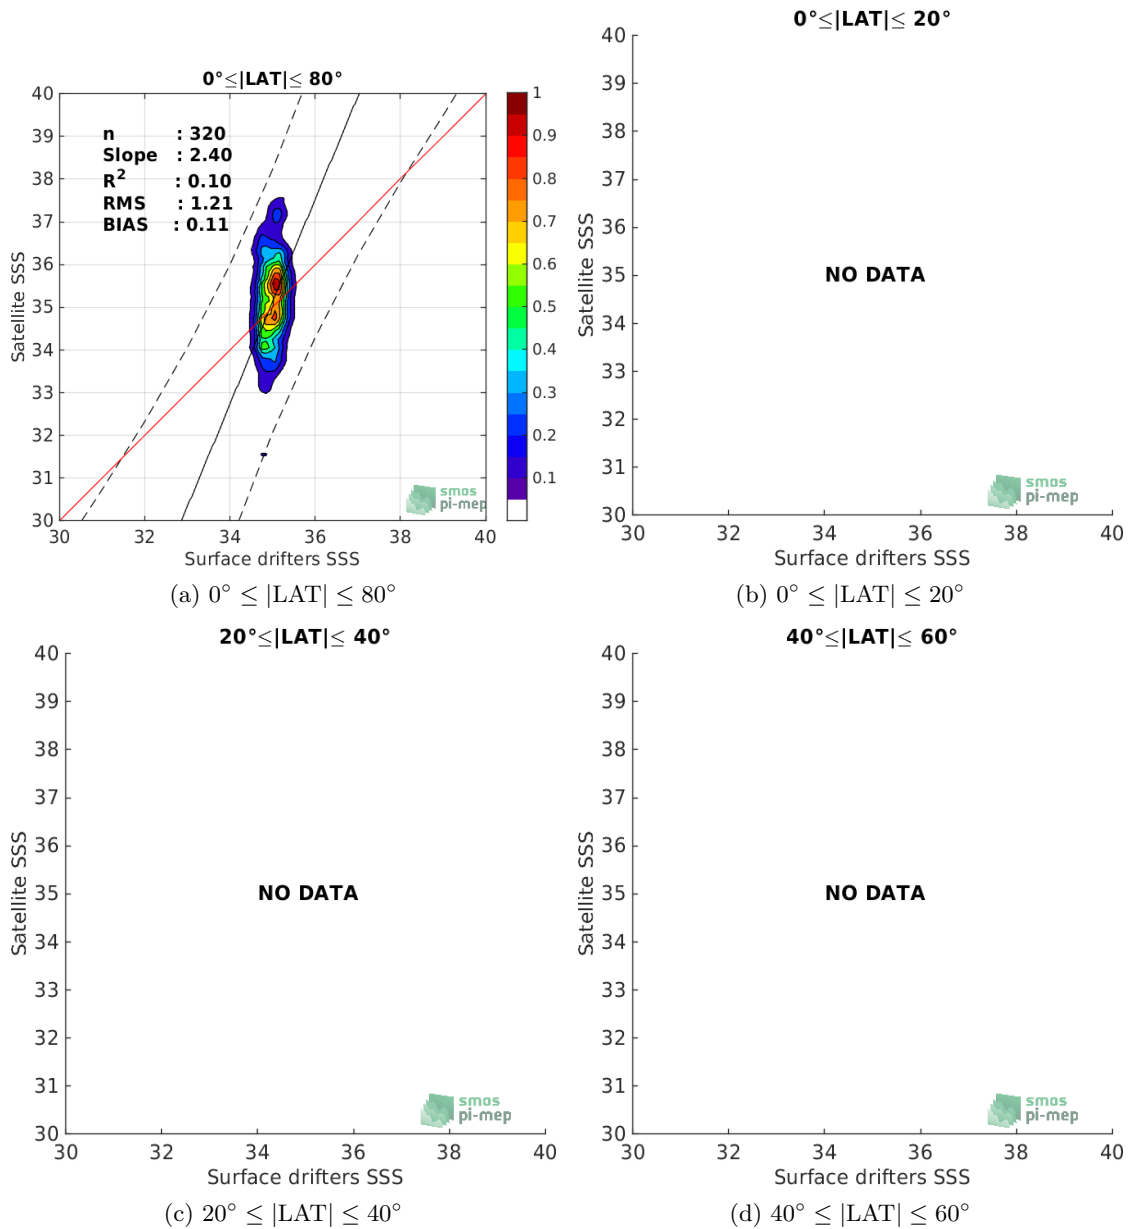 0°≤|LAT|≤ 80°
40
39
38
37
36
35
34
33
32
31
30
30
32
34
36
38
40
Satellite SSS
Surface drifters SSS
n : 320
Slope : 2.40
R² : 0.10
RMS : 1.21
BIAS : 0.11
1
0.9
0.8
0.7
0.6
0.5
0.4
0.3
0.2
0.1
smos
pi-mep
(a) 0° ≤ |LAT| ≤ 80°
0°≤|LAT|≤ 20°
40
39
38
37
36
35
34
33
32
31
30
30
32
34
36
38
40
Satellite SSS
Surface drifters SSS
NO DATA
smos
pi-mep
(b) 0° ≤ |LAT| ≤ 20°
20°≤|LAT|≤ 40°
40
39
38
37
36
35
34
33
32
31
30
30
32
34
36
38
40
Satellite SSS
Surface drifters SSS
NO DATA
smos
pi-mep
(c) 20° ≤ |LAT| ≤ 40°
40°≤|LAT|≤ 60°
40
39
38
37
36
35
34
33
32
31
30
30
32
34
36
38
40
Satellite SSS
Surface drifters SSS
NO DATA
smos
pi-mep
(d) 40° ≤ |LAT| ≤ 60°